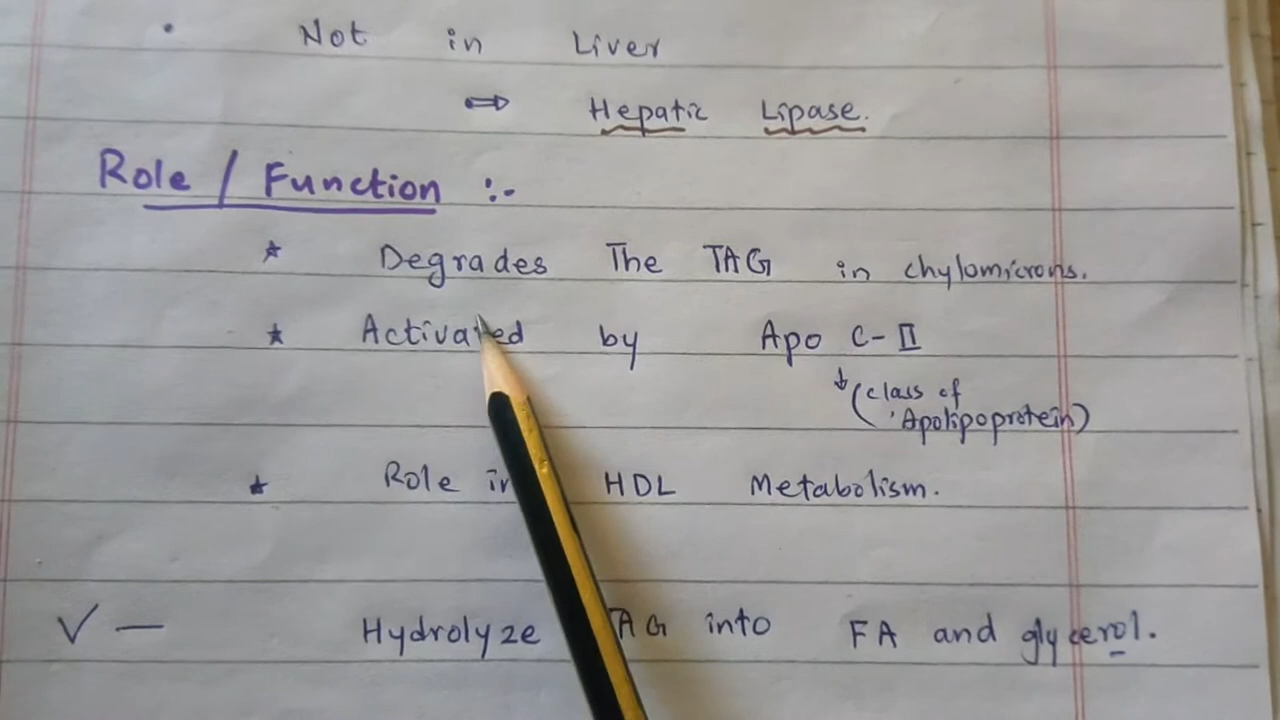 • Not in Liver
⇨ Hepatic Lipase.
Role / Function :-
★ Degrades The TAG in chylomicrons.
★ Activated by Apo C-II
↓ (class of
Apolipoprotein)
★ Role in HDL Metabolism.
✓ — Hydrolyze TAG into FA and glycerol.